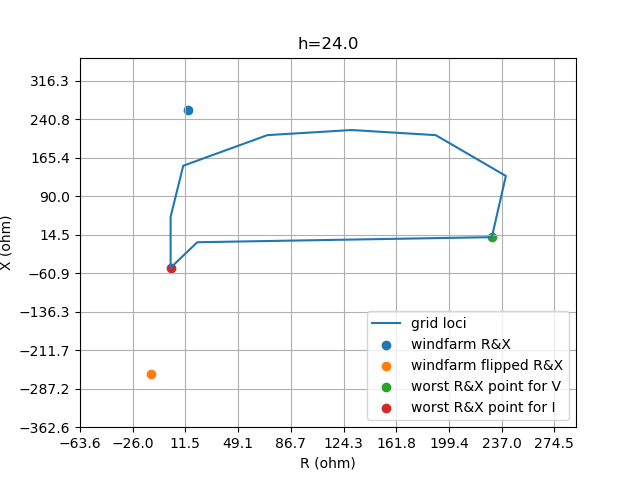 h=24.0
316.3
240.8
165.4
90.0
14.5
−60.9
−136.3
−211.7
−287.2
−362.6
X (ohm)
grid loci
windfarm R&X
windfarm flipped R&X
worst R&X point for V
worst R&X point for I
−63.6 −26.0 11.5 49.1 86.7 124.3 161.8 199.4 237.0 274.5
R (ohm)